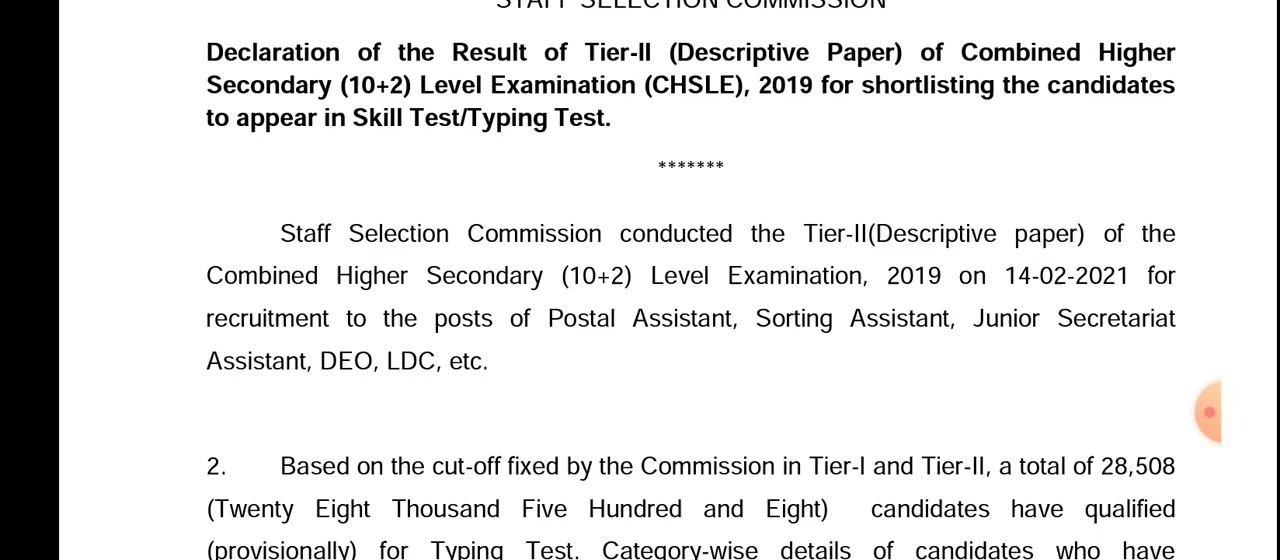 STAFF SELECTION COMMISSION
Declaration of the Result of Tier-II (Descriptive Paper) of Combined Higher
Secondary (10+2) Level Examination (CHSLE), 2019 for shortlisting the candidates
to appear in Skill Test/Typing Test.
*******
Staff Selection Commission conducted the Tier-II(Descriptive paper) of the
Combined Higher Secondary (10+2) Level Examination, 2019 on 14-02-2021 for
recruitment to the posts of Postal Assistant, Sorting Assistant, Junior Secretariat
Assistant, DEO, LDC, etc.
2. Based on the cut-off fixed by the Commission in Tier-I and Tier-II, a total of 28,508
(Twenty Eight Thousand Five Hundred and Eight) candidates have qualified
(provisionally) for Typing Test. Category-wise details of candidates who have